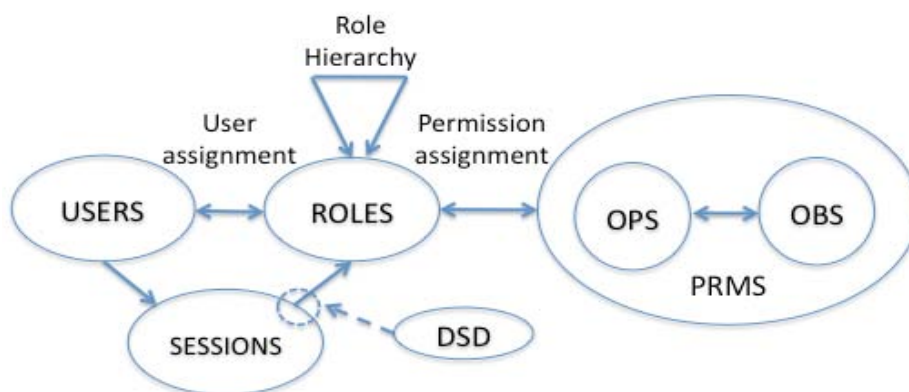 Role
Hierarchy
User
assignment
Permission
assignment
USERS
ROLES
OPS
OBS
PRMS
SESSIONS
DSD